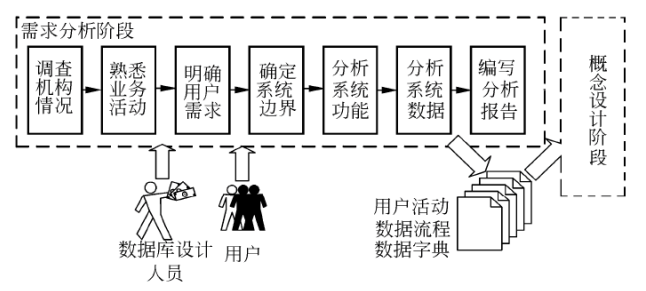 需求分析阶段
调查
机构
情况
熟悉
业务
活动
明确
用户
需求
确定
系统
边界
分析
系统
功能
分析
系统
数据
编写
分析
报告
概念设计阶段
数据库设计
人员
用户
用户活动
数据流程
数据字典